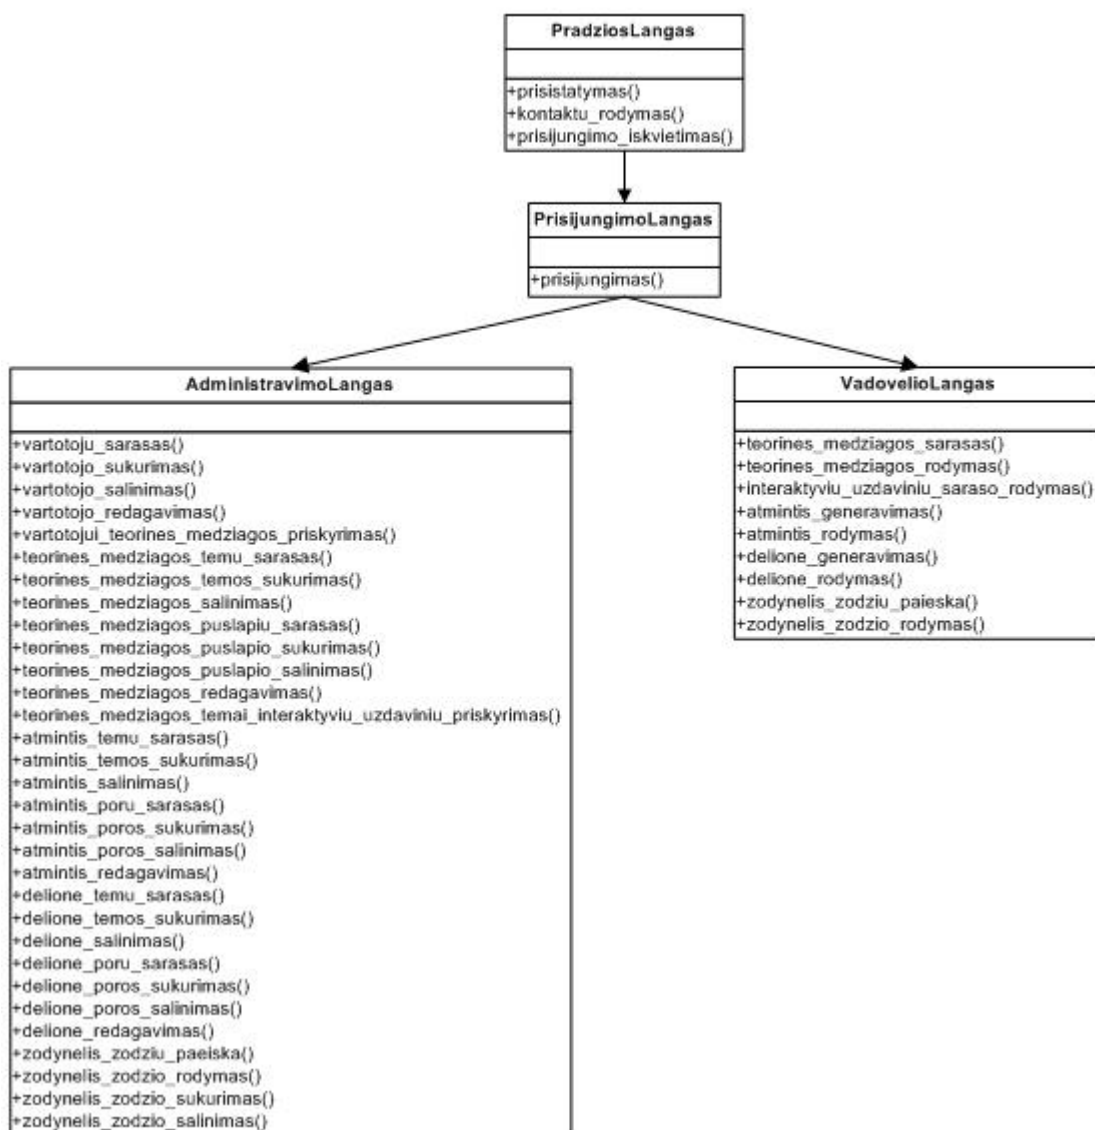 PradziosLangas
+prisistatymas()
+kontaktu_rodymas()
+prisijungimo_iskvietimas()
PrisijungimoLangas
+prisijungimas()
AdministravimoLangas
+vartotoju_sarasas()
+vartotojo_sukurimas()
+vartotojo_salinimas()
+vartotojo_redagavimas()
+vartotojui_teorines_medziagos_priskyrimas()
+teorines_medziagos_temu_sarasas()
+teorines_medziagos_temos_sukurimas()
+teorines_medziagos_salinimas()
+teorines_medziagos_puslapiu_sarasas()
+teorines_medziagos_puslapio_sukurimas()
+teorines_medziagos_puslapio_salinimas()
+teorines_medziagos_redagavimas()
+teorines_medziagos_temai_interaktyviu_uzdaviniu_priskyrimas()
+atmintis_temu_sarasas()
+atmintis_temos_sukurimas()
+atmintis_salinimas()
+atmintis_poru_sarasas()
+atmintis_poros_sukurimas()
+atmintis_poros_salinimas()
+atmintis_redagavimas()
+delione_temu_sarasas()
+delione_temos_sukurimas()
+delione_salinimas()
+delione_poru_sarasas()
+delione_poros_sukurimas()
+delione_poros_salinimas()
+delione_redagavimas()
+zodynelis_zodziu_paeiska()
+zodynelis_zodzio_rodymas()
+zodynelis_zodzio_sukurimas()
+zodynelis_zodzio_salinimas()
VadovelioLangas
+teorines_medziagos_sarasas()
+teorines_medziagos_rodymas()
+interaktyviu_uzdaviniu_saraso_rodymas()
+atmintis_generavimas()
+atmintis_rodymas()
+delione_generavimas()
+delione_rodymas()
+zodynelis_zodziu_paieska()
+zodynelis_zodzio_rodymas()